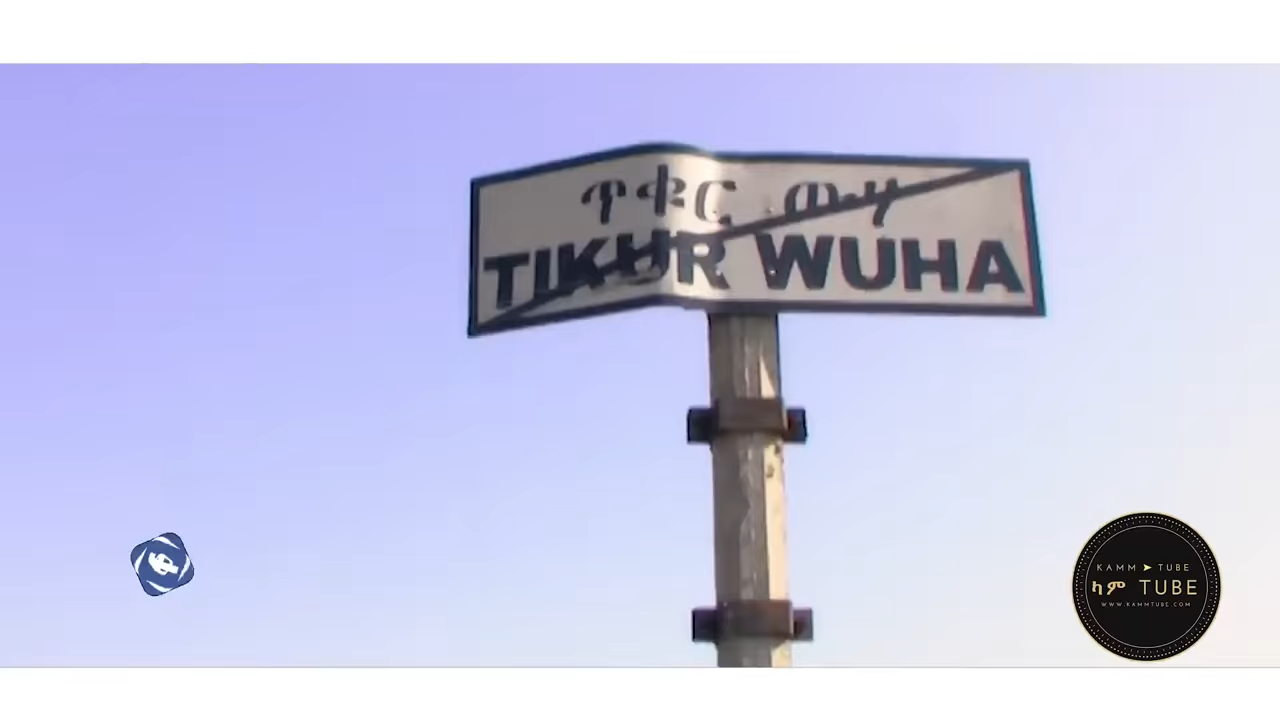 ጥቁር ውሃ
TIKUR WUHA
KAMM TUBE
ካም TUBE
WWW.KAMMTUBE.COM